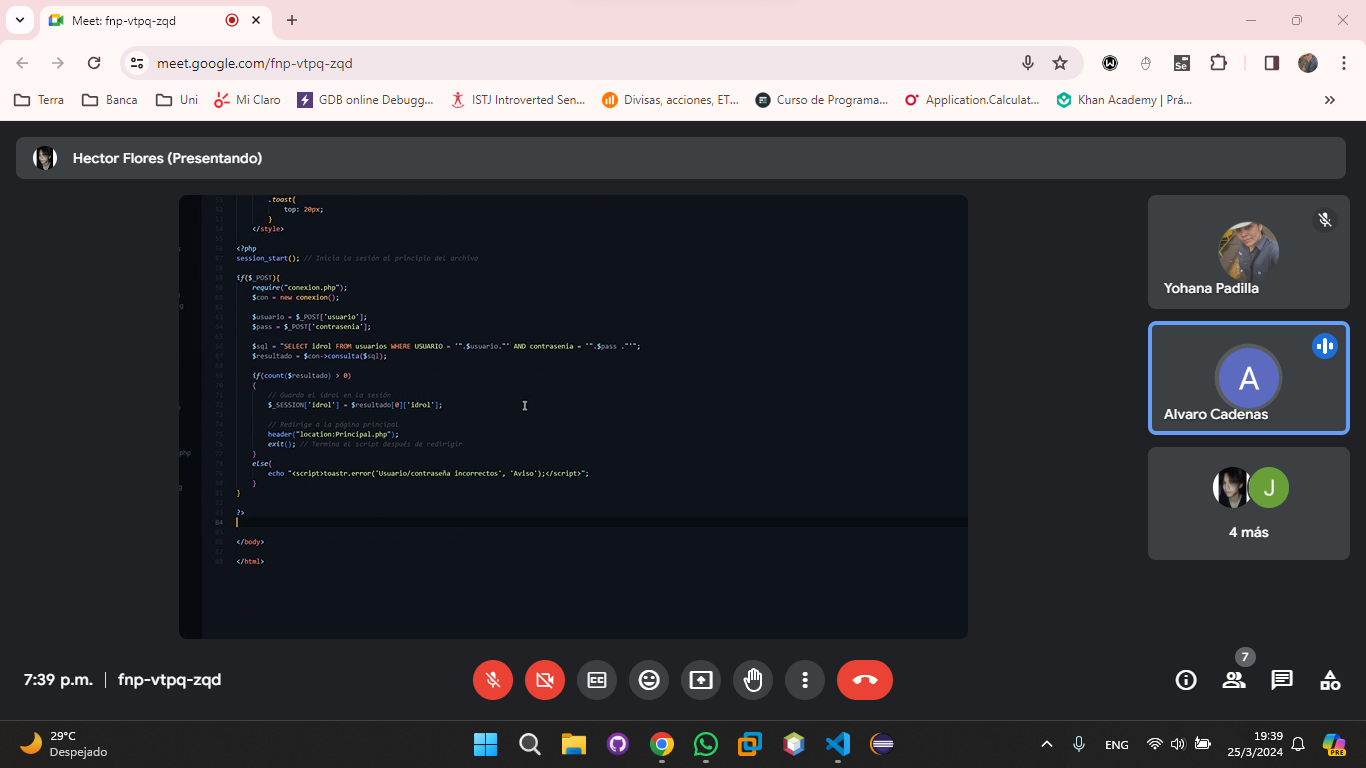 Meet: fnp-vtpq-zqd
meet.google.com/fnp-vtpq-zqd
Terra
Banca
Uni
Mi Claro
GDB online Debugg...
ISTJ Introverted Sen...
Divisas, acciones, ET...
Curso de Programa...
Application.Calculat...
Khan Academy | Prá...
Hector Flores (Presentando)
.toast{
top: 20px;
}
</style>
<?php
session_start(); // Inicia la sesión al principio del archivo
if($_POST){
require("conexion.php");
$con = new conexion();
$usuario = $_POST['usuario'];
$pass = $_POST['contrasenia'];
$sql = "SELECT idrol FROM usuarios WHERE USUARIO = '".$usuario."' AND contrasenia = '".$pass ."'";
$resultado = $con->consulta($sql);
if(count($resultado) > 0)
{
// Guarda el idrol en la sesión
$_SESSION['idrol'] = $resultado[0]['idrol'];
// Redirige a la página principal
header("location:Principal.php");
exit(); // Termina el script después de redirigir
}
else{
echo "<script>toastr.error('Usuario/contraseña incorrectos', 'Aviso');</script>";
}
}
?>
84
</body>
</html>
Yohana Padilla
A
Alvaro Cadenas
J
4 más
7:39 p.m. | fnp-vtpq-zqd
7
29°C
Despejado
ENG
19:39
25/3/2024
PRE